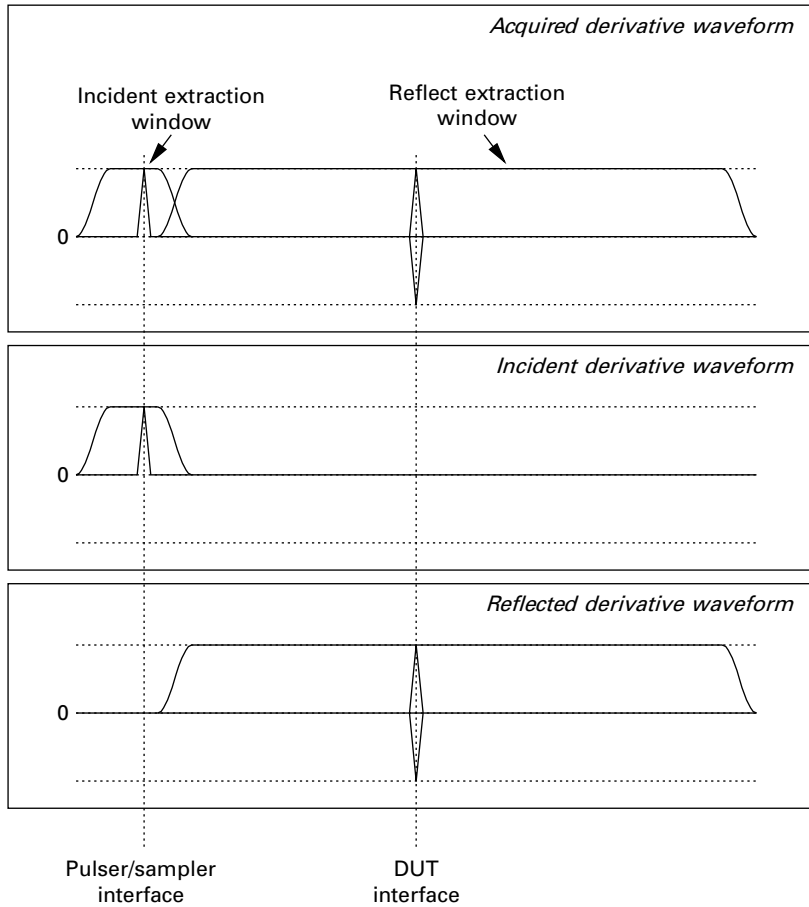 Acquired derivative waveform
Incident extraction
window
Reflect extraction
window
0
Incident derivative waveform
0
Reflected derivative waveform
0
Pulser/sampler
interface
DUT
interface